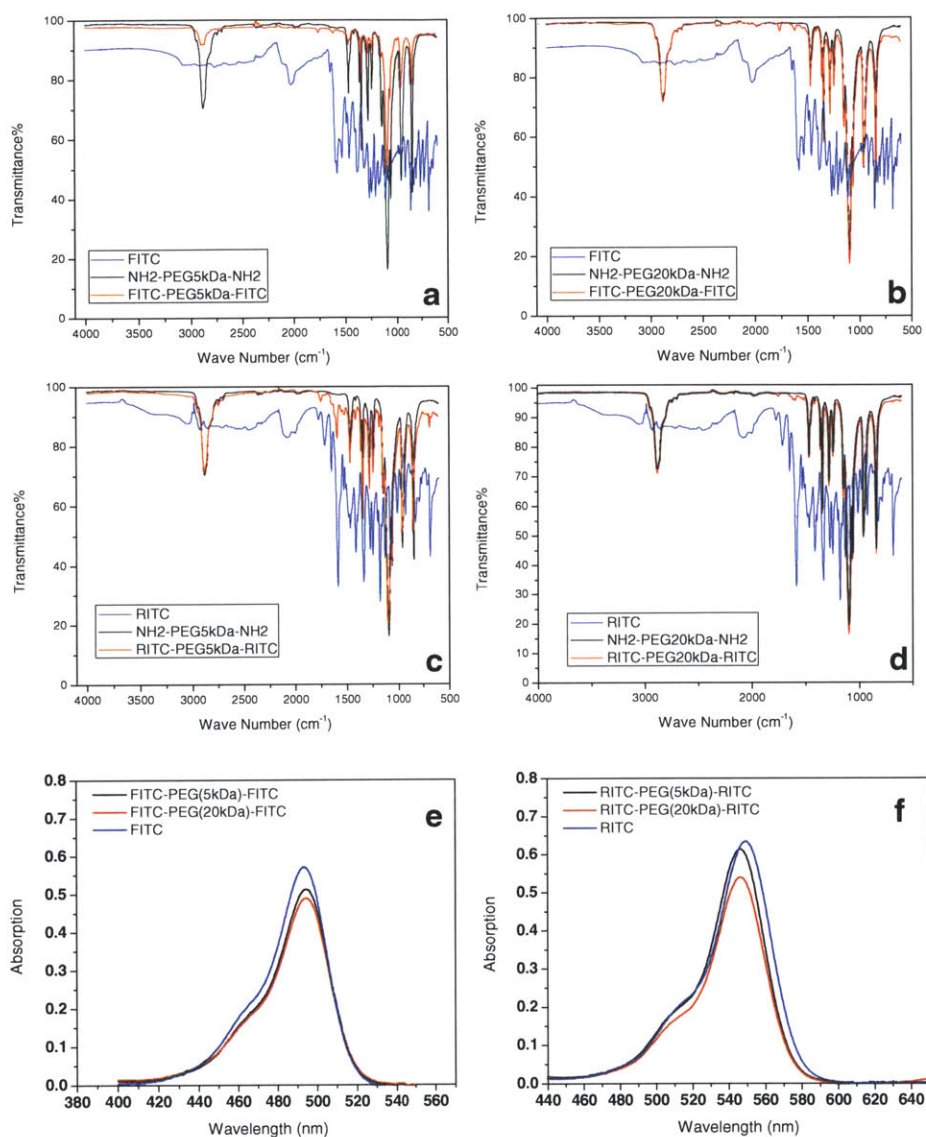 100
80
60
40
20
0
Transmittance%
FITC
NH2-PEG5kDa-NH2
FITC-PEG5kDa-FITC
a
4000 3500 3000 2500 2000 1500 1000 500
Wave Number (cm-1)
100
80
60
40
20
0
Transmittance%
FITC
NH2-PEG20kDa-NH2
FITC-PEG20kDa-FITC
b
4000 3500 3000 2500 2000 1500 1000 500
Wave Number (cm-1)
100
90
80
70
60
50
40
30
20
10
0
Transmittance%
RITC
NH2-PEG5kDa-NH2
RITC-PEG5kDa-RITC
c
4000 3500 3000 2500 2000 1500 1000 500
Wave Number (cm-1)
100
90
80
70
60
50
40
30
20
10
0
Transmittance%
RITC
NH2-PEG20kDa-NH2
RITC-PEG20kDa-RITC
d
4000 3000 2000 1000
Wave Number (cm-1)
0.8
0.7
0.6
0.5
0.4
0.3
0.2
0.1
0.0
Absorption
FITC-PEG(5kDa)-FITC
FITC-PEG(20kDa)-FITC
FITC
e
380 400 420 440 460 480 500 520 540 560
Wavelength (nm)
0.8
0.7
0.6
0.5
0.4
0.3
0.2
0.1
0.0
Absorption
RITC-PEG(5kDa)-RITC
RITC-PEG(20kDa)-RITC
RITC
f
440 460 480 500 520 540 560 580 600 620 640
Wavelength (nm)